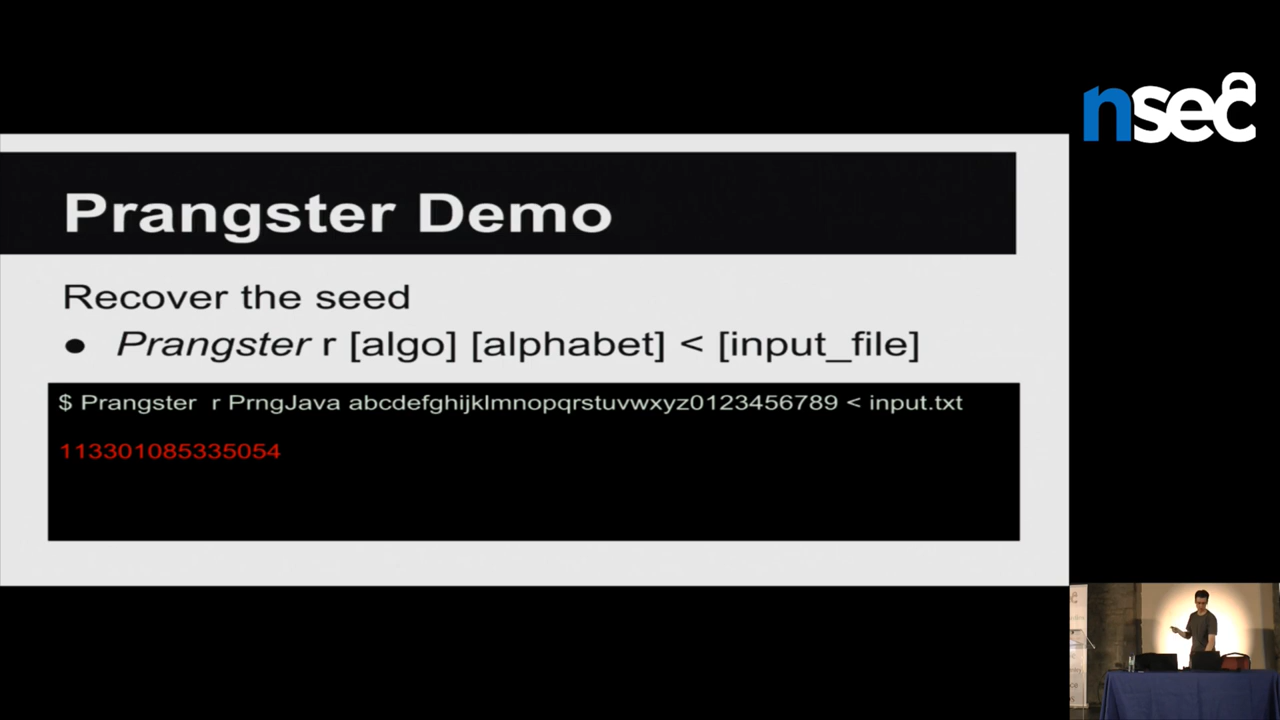 nsec
Prangster Demo
Recover the seed
● Prangster r [algo] [alphabet] < [input_file]
$ Prangster  r PrngJava abcdefghijklmnopqrstuvwxyz0123456789 < input.txt
113301085335054